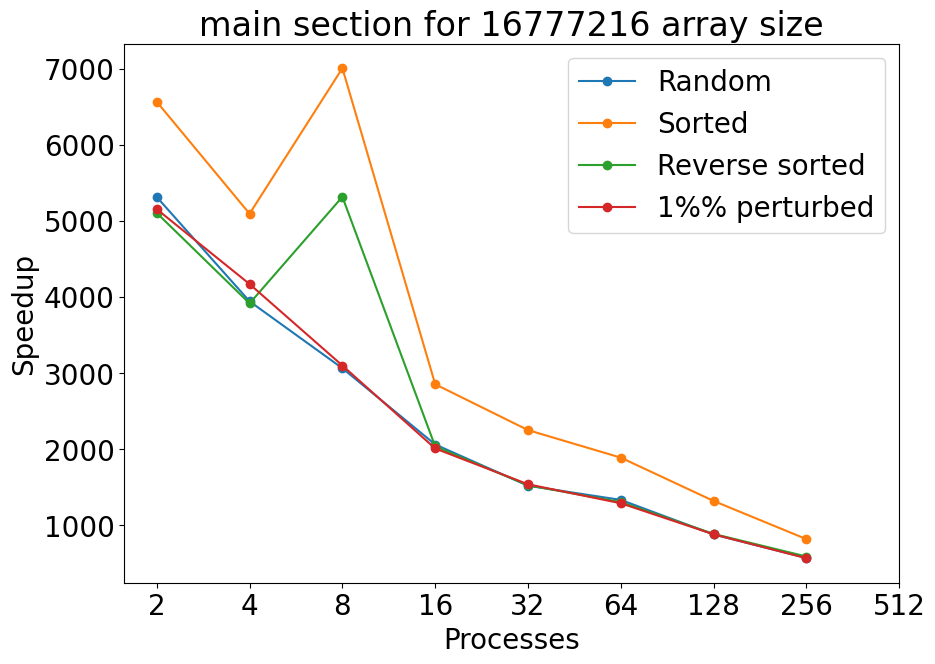 main section for 16777216 array size
Random
Sorted
Reverse sorted
1%% perturbed
7000
6000
5000
4000
3000
2000
1000
Speedup
2 4 8 16 32 64 128 256 512
Processes